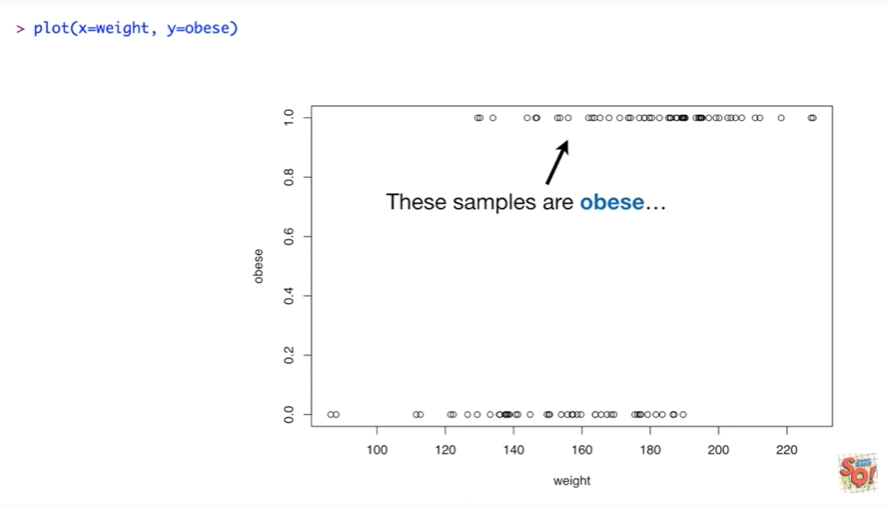 > plot(x=weight, y=obese)
1.0
0.8
These samples are obese...
0.6
obese
0.4
0.2
0.0
100 120 140 160 180 200 220
weight
SQ!